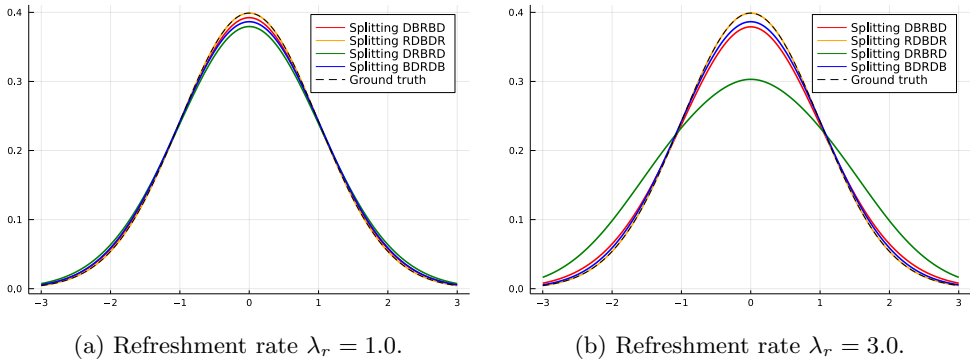 0.4
0.3
0.2
0.1
0.0
−3
−2
−1
0
1
2
3
Splitting DBRBD
Splitting RDBDR
Splitting DRBRD
Splitting BDRDB
Ground truth
(a) Refreshment rate λr = 1.0.
0.4
0.3
0.2
0.1
0.0
−3
−2
−1
0
1
2
3
Splitting DBRBD
Splitting RDBDR
Splitting DRBRD
Splitting BDRDB
Ground truth
(b) Refreshment rate λr = 3.0.